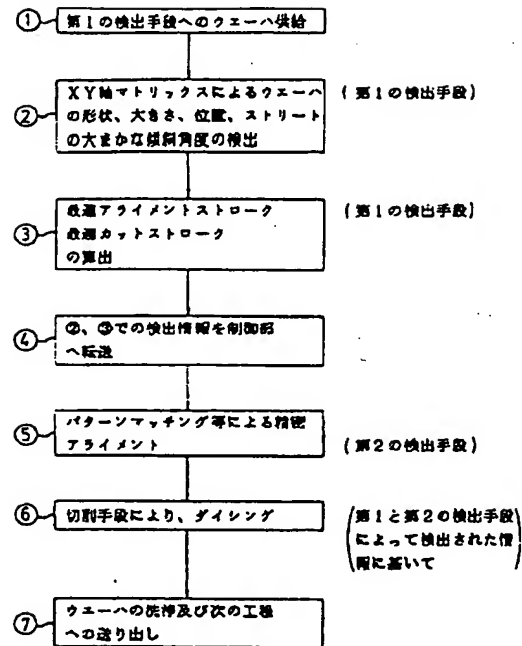 ① 第1の検出手段へのウエーハ供給
② XY軸マトリックスによるウエーハ (第1の検出手段)
の形状、大きさ、位置、ストリート
の大まかな傾斜角度の検出
③ 最適アライメントストローク (第1の検出手段)
最適カットストローク
の算出
④ ②、③での検出情報を制御部
へ転送
⑤ パターンマッチング等による精密
アライメント (第2の検出手段)
⑥ 切削手段により、ダイシング (第1と第2の検出手段
によって検出された情
報に基いて)
⑦ ウエーハの洗浄及び次の工程
への送り出し